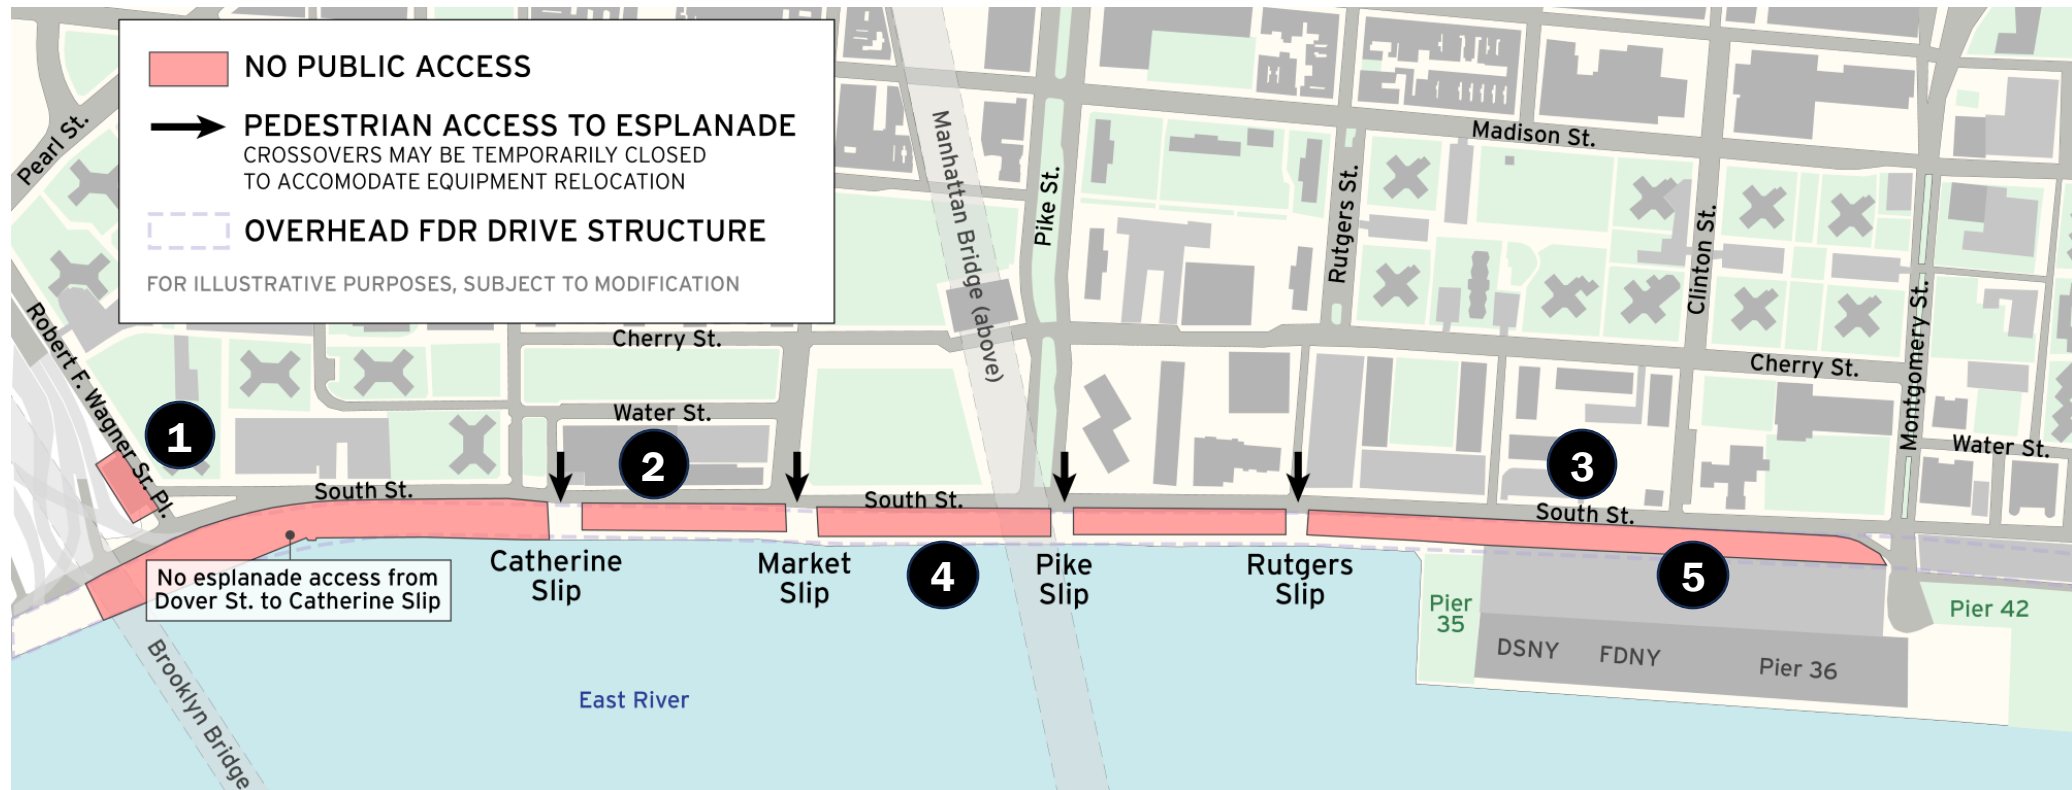 NO PUBLIC ACCESS
PEDESTRIAN ACCESS TO ESPLANADE
CROSSOVERS MAY BE TEMPORARILY CLOSED
TO ACCOMODATE EQUIPMENT RELOCATION
OVERHEAD FDR DRIVE STRUCTURE
FOR ILLUSTRATIVE PURPOSES, SUBJECT TO MODIFICATION
Pearl St.
Robert F. Wagner Sr. Pl.
Manhattan Bridge (above)
Pike St.
Rutgers St.
Madison St.
Clinton St.
Montgomery St.
Cherry St.
Cherry St.
Water St.
Water St.
1
2
3
South St.
South St.
South St.
No esplanade access from
Dover St. to Catherine Slip
Catherine
Slip
Market
Slip
4
Pike
Slip
Rutgers
Slip
5
Pier
35
Pier 42
DSNY
FDNY
Pier 36
Brooklyn Bridge
East River